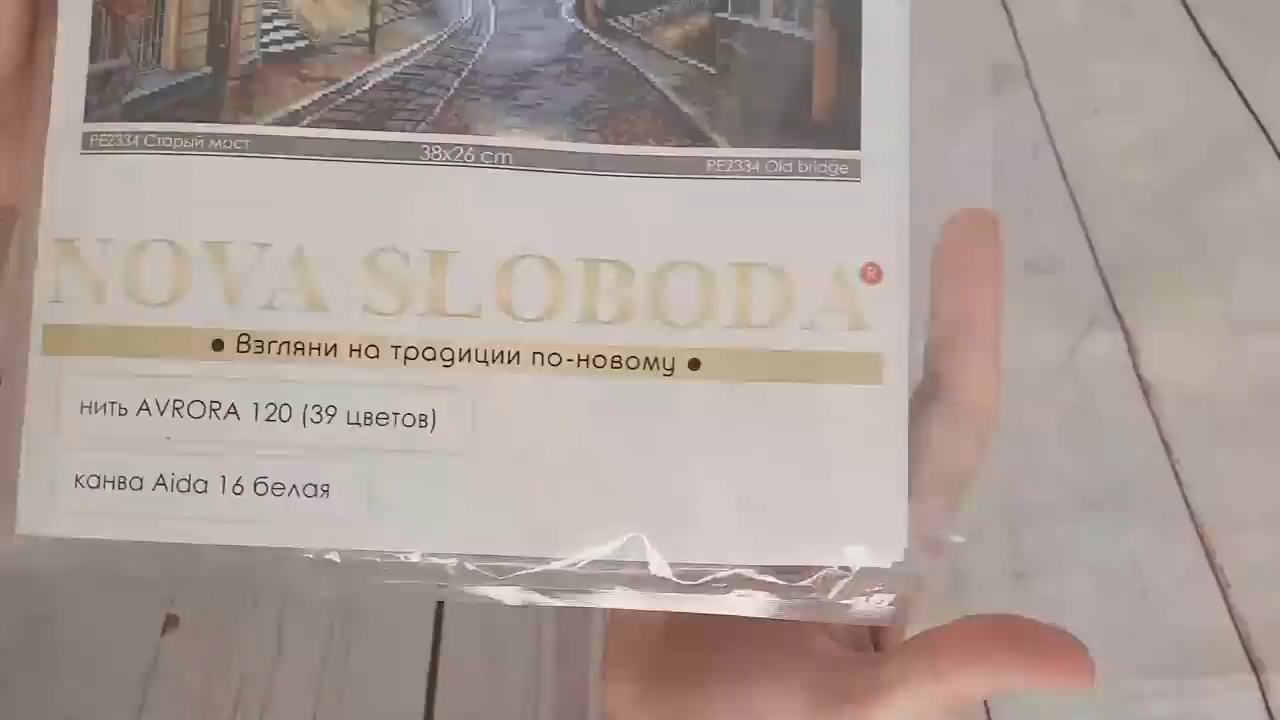 РЕ2334 Старый мост 38x26 cm PE2334 Old bridge
NOVA SLOBODA®
• Взгляни на традиции по-новому •
нить AVRORA 120 (39 цветов)
канва Aida 16 белая